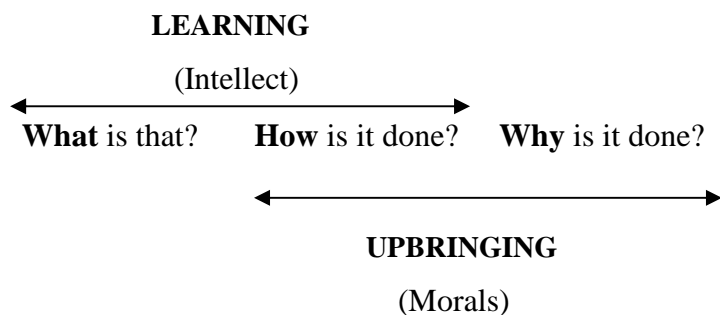 LEARNING
(Intellect)
What is that? How is it done? Why is it done?
UPBRINGING
(Morals)